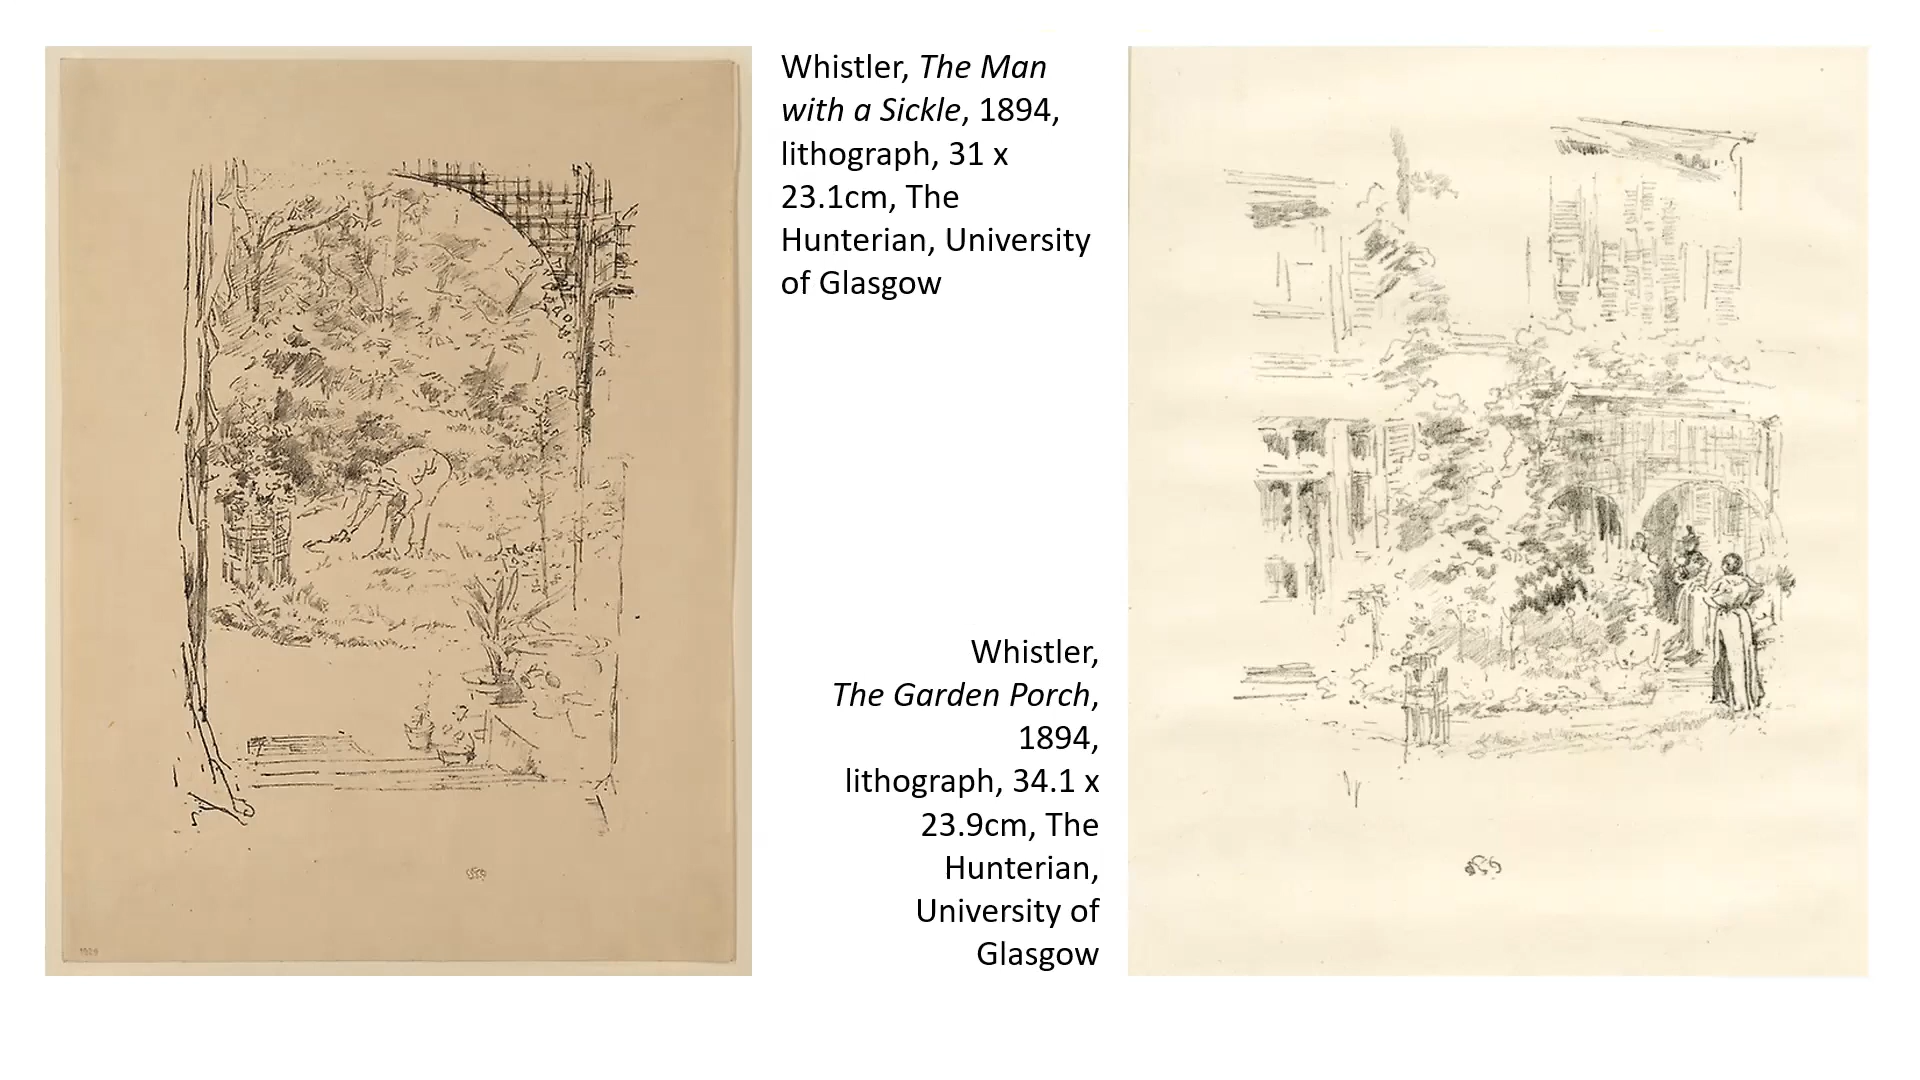 Whistler, The Man
with a Sickle, 1894,
lithograph, 31 x
23.1cm, The
Hunterian, University
of Glasgow
Whistler,
The Garden Porch,
1894,
lithograph, 34.1 x
23.9cm, The
Hunterian,
University of
Glasgow